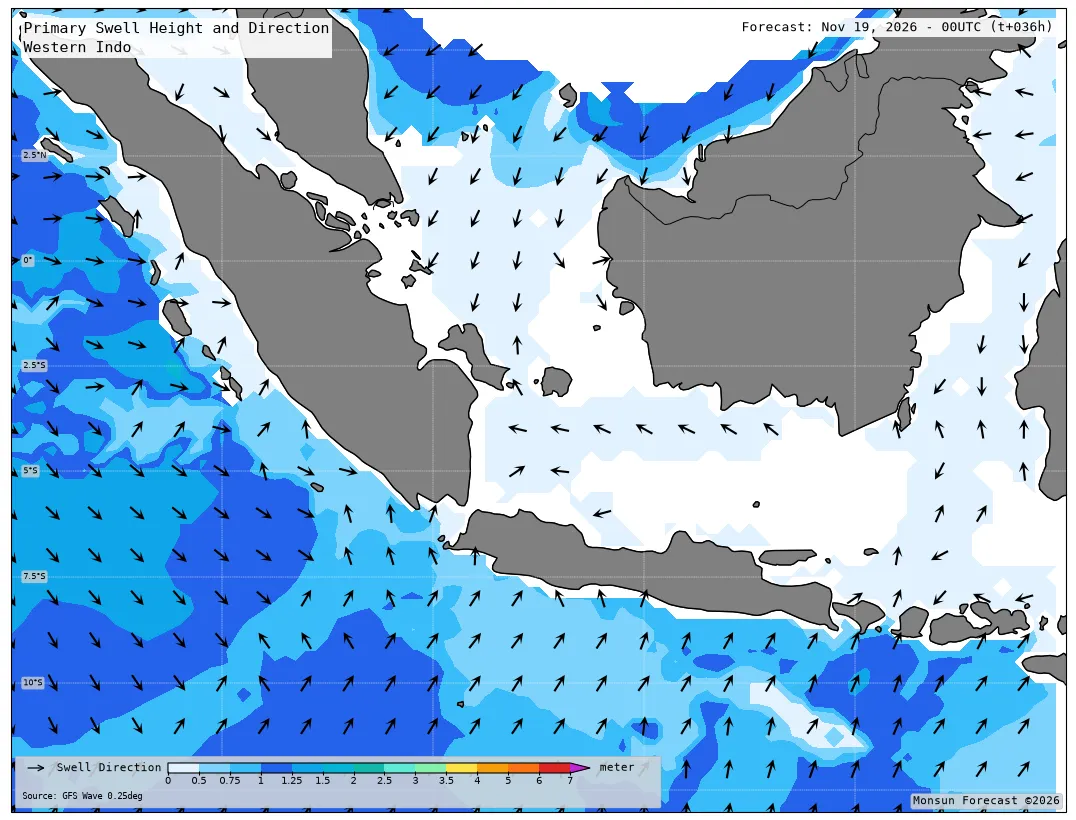 Primary Swell Height and Direction
Western Indo
Forecast: Nov 19, 2026 - 00UTC (t+036h)
2.5°N
0°
2.5°S
5°S
7.5°S
10°S
Swell Direction
0 0.5 0.75 1 1.25 1.5 2 2.5 3 3.5 4 5 6 7
meter
Source: GFS Wave 0.25deg
Monsun Forecast ©2026